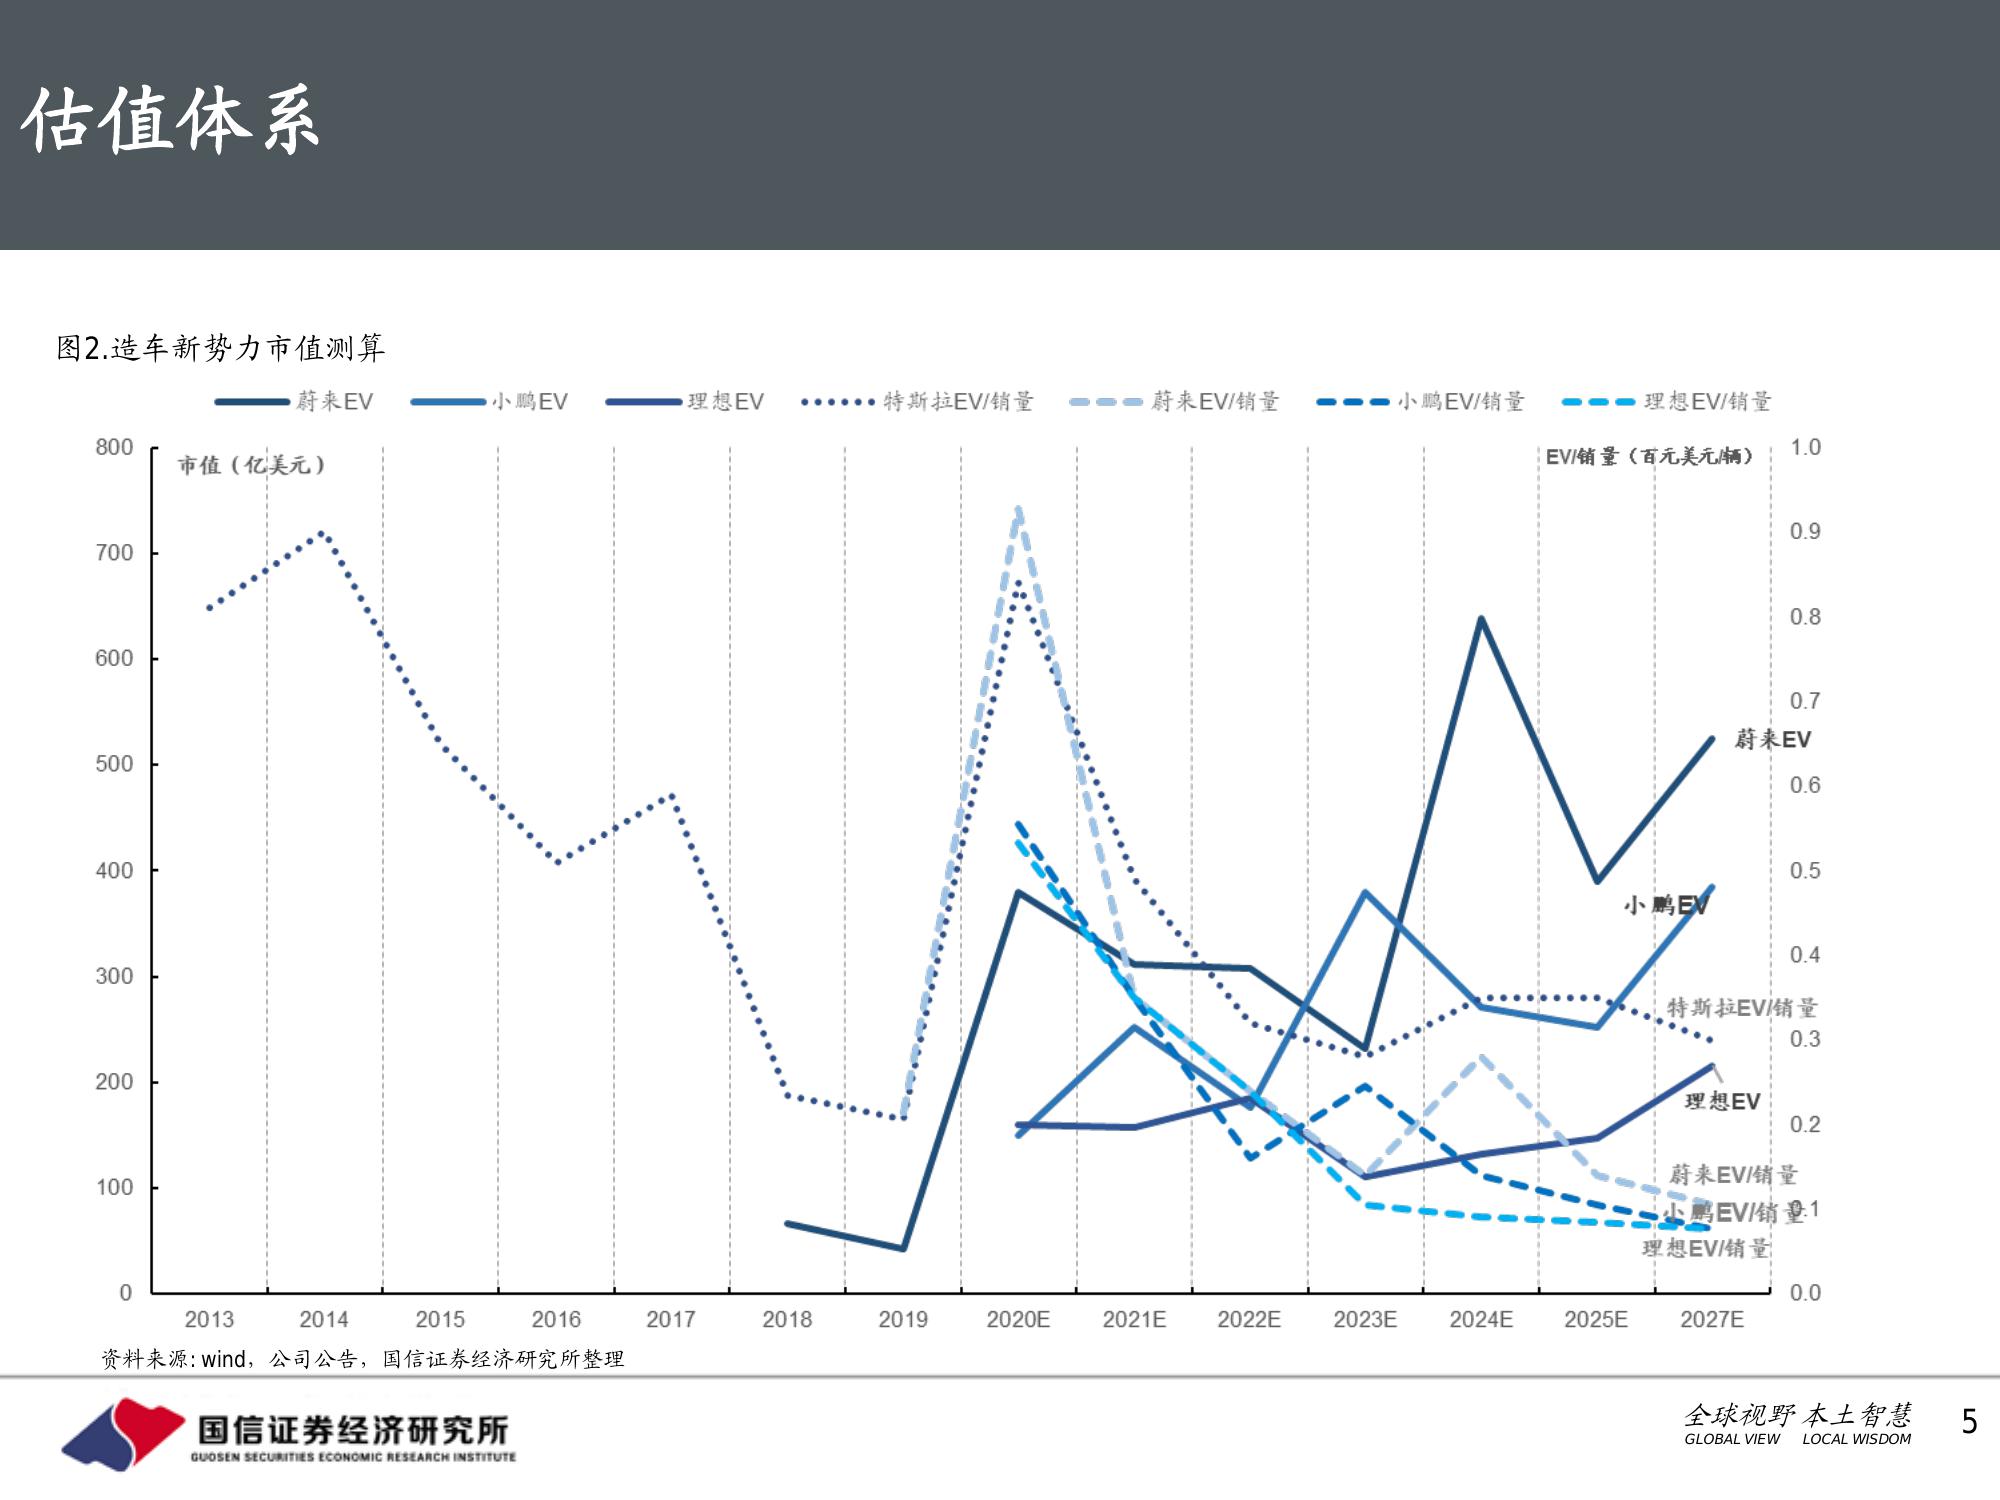 估值体系
图2.造车新势力市值测算
蔚来EV 小鹏EV 理想EV 特斯拉EV/销量 蔚来EV/销量 小鹏EV/销量 理想EV/销量
市值（亿美元）
EV/销量（百元美元/辆）
800 1.0
0.9
700
0.8
600
0.7
蔚来EV
500
0.6
400 0.5
小鹏EV
0.4
300
特斯拉EV/销量
0.3
200
理想EV
0.2
蔚来EV/销量
100
小鹏EV/销量 0.1
理想EV/销量
0 0.0
2013 2014 2015 2016 2017 2018 2019 2020E 2021E 2022E 2023E 2024E 2025E 2027E
资料来源: wind，公司公告，国信证券经济研究所整理
国信证券经济研究所
GUOSEN SECURITIES ECONOMIC RESEARCH INSTITUTE
全球视野 本土智慧
GLOBAL VIEW LOCAL WISDOM
5